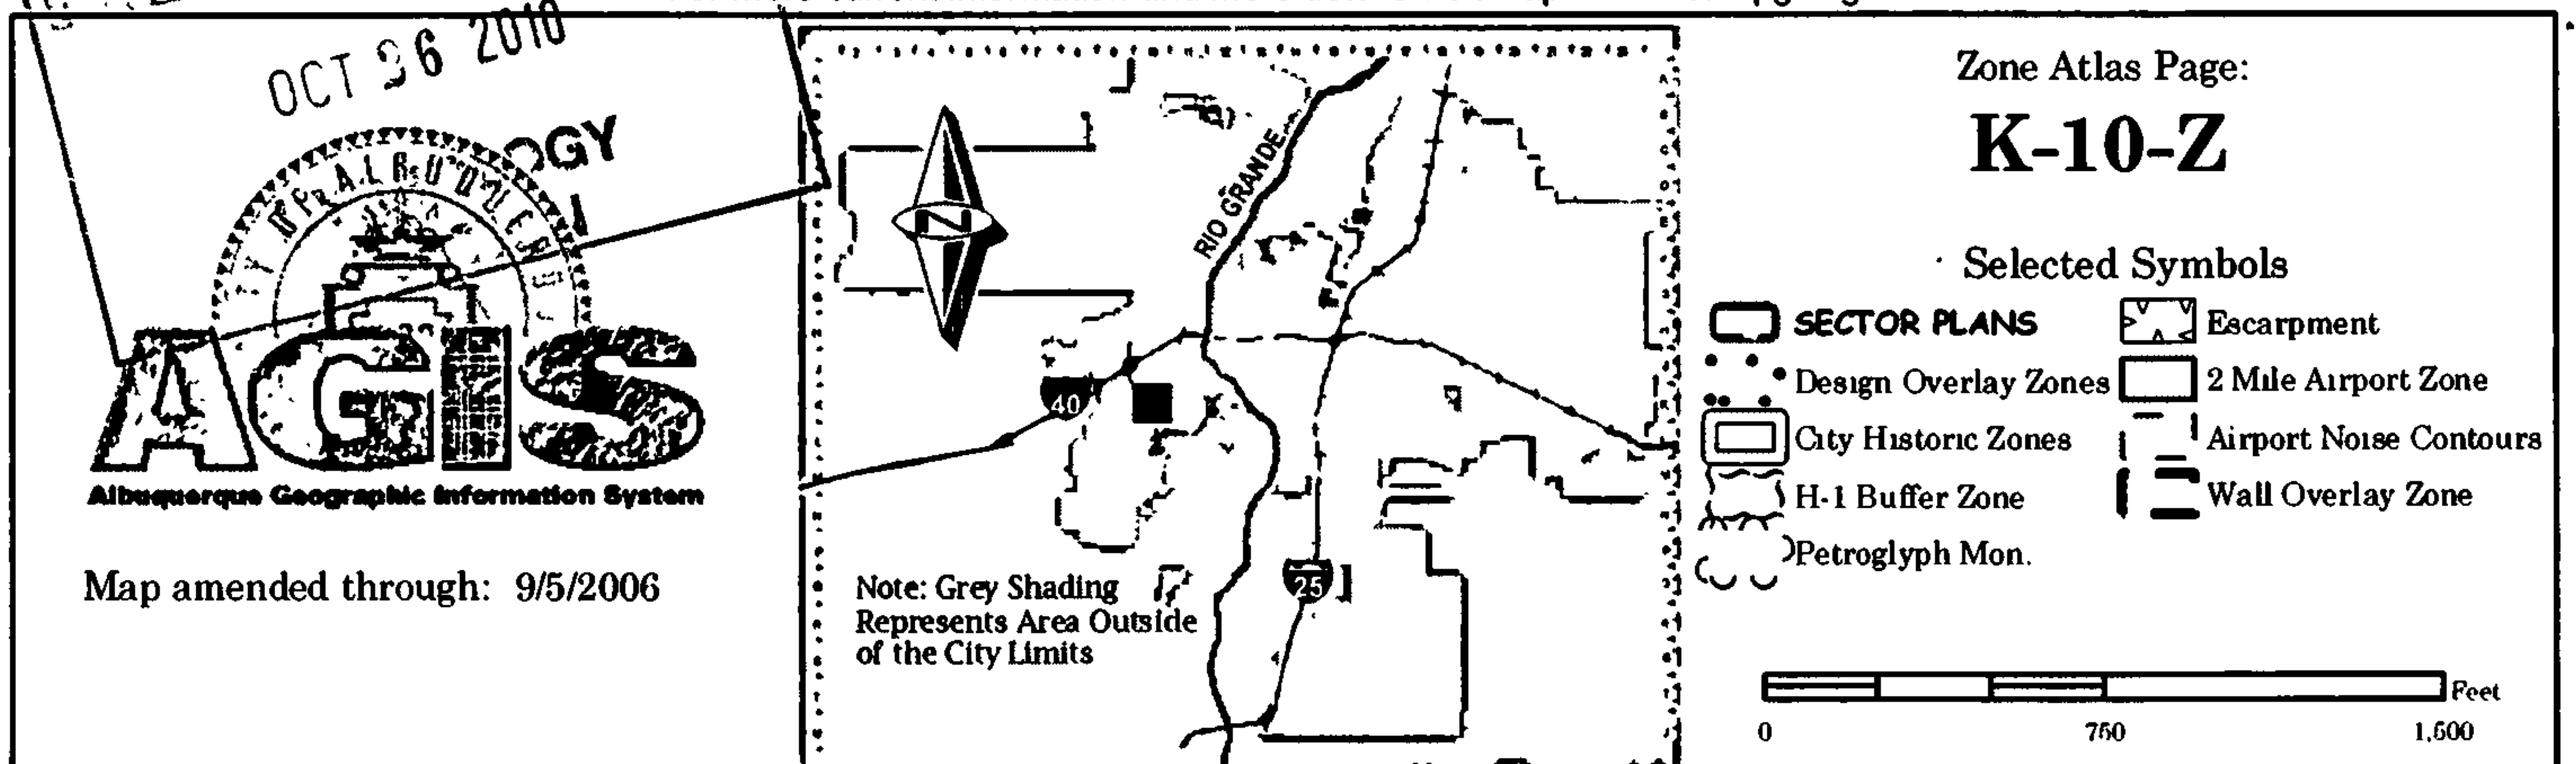 OCT 26 2010
OGY
AGIS
Albuquerque Geographic Information System
Map amended through: 9/5/2006
RIO GRANDE
N
40
25
Note: Grey Shading
Represents Area Outside
of the City Limits
Zone Atlas Page:
K-10-Z
Selected Symbols
SECTOR PLANS
Design Overlay Zones
City Historic Zones
H-1 Buffer Zone
Petroglyph Mon.
Escarpment
2 Mile Airport Zone
Airport Noise Contours
Wall Overlay Zone
Feet
0 750 1,500